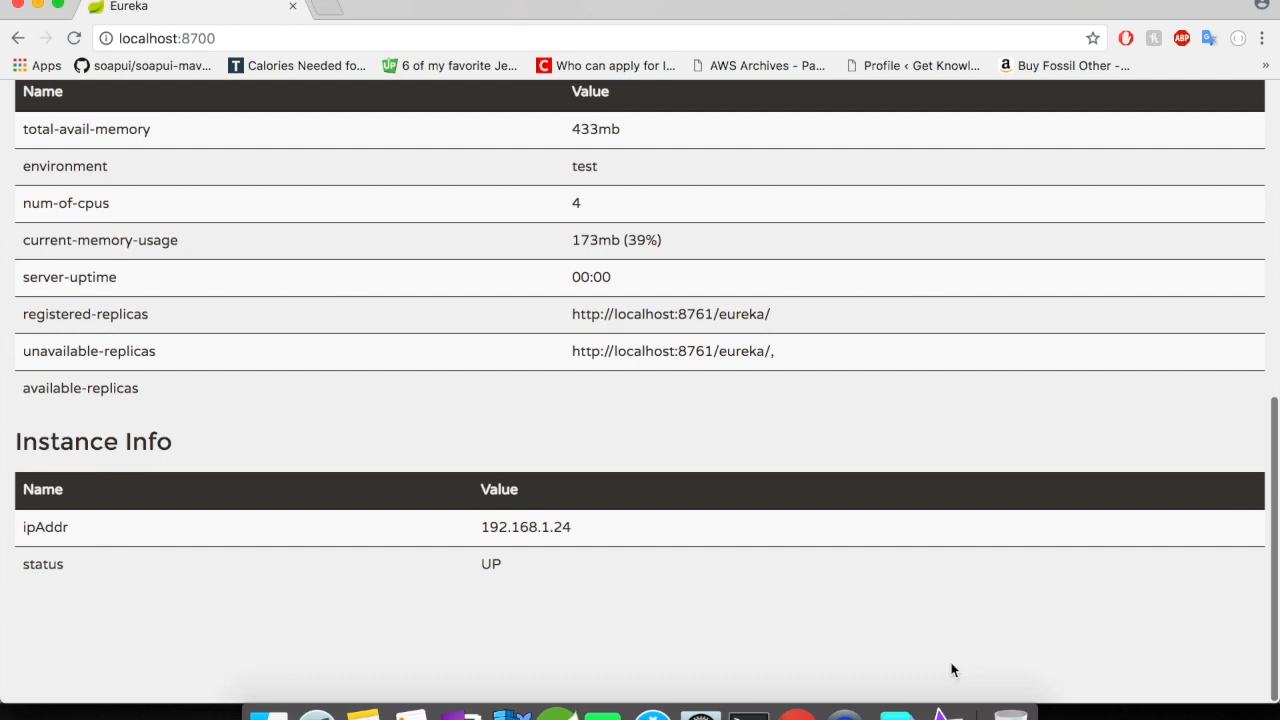 Eureka
localhost:8700
Apps soapui/soapui-mav... Calories Needed fo... 6 of my favorite Je... Who can apply for I... AWS Archives - Pa... Profile ‹ Get Knowl... Buy Fossil Other -... »
Name Value
total-avail-memory 433mb
environment test
num-of-cpus 4
current-memory-usage 173mb (39%)
server-uptime 00:00
registered-replicas http://localhost:8761/eureka/
unavailable-replicas http://localhost:8761/eureka/,
available-replicas
Instance Info
Name Value
ipAddr 192.168.1.24
status UP